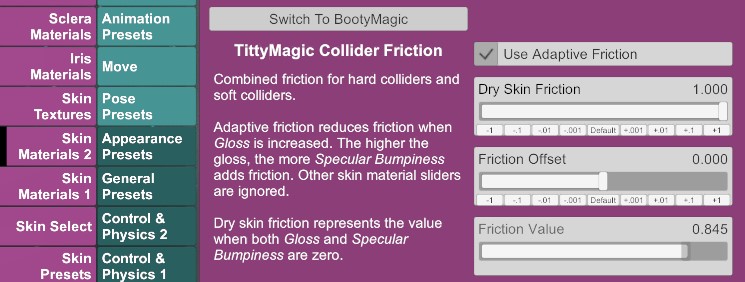 Sclera
Materials
Animation
Presets
Iris
Materials
Move
Skin
Textures
Pose
Presets
Skin
Materials 2
Appearance
Presets
Skin
Materials 1
General
Presets
Skin Select
Control &
Physics 2
Skin
Presets
Control &
Physics 1
Switch To BootyMagic
TittyMagic Collider Friction
Combined friction for hard colliders and
soft colliders.
Adaptive friction reduces friction when
Gloss is increased. The higher the
gloss, the more Specular Bumpiness
adds friction. Other skin material sliders
are ignored.
Dry skin friction represents the value
when both Gloss and Specular
Bumpiness are zero.
Use Adaptive Friction
Dry Skin Friction 1.000
-1 -.1 -.01 -.001 Default +.001 +.01 +.1 +1
Friction Offset 0.000
-1 -.1 -.01 -.001 Default +.001 +.01 +.1 +1
Friction Value 0.845